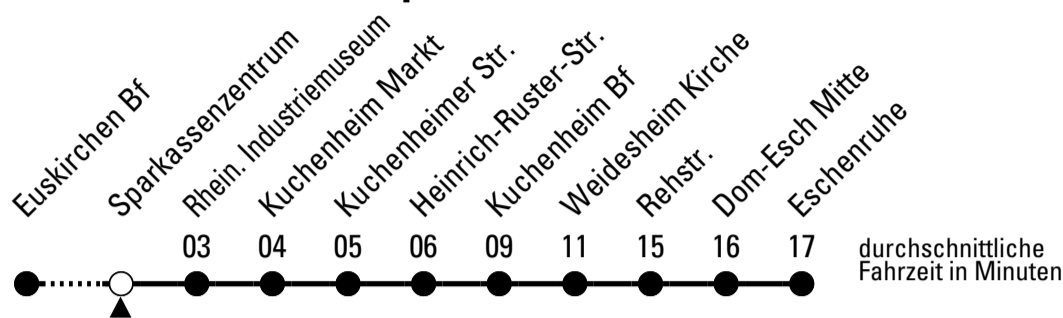 Euskirchen Bf
Sparkassenzentrum
Rhein. Industriemuseum
Kuchenheim Markt
Kuchenheimer Str.
Heinrich-Ruster-Str.
Kuchenheim Bf
Weidesheim Kirche
Rehstr.
Dom-Esch Mitte
Eschenruhe
03 04 05 06 09 11 15 16 17
durchschnittliche
Fahrzeit in Minuten